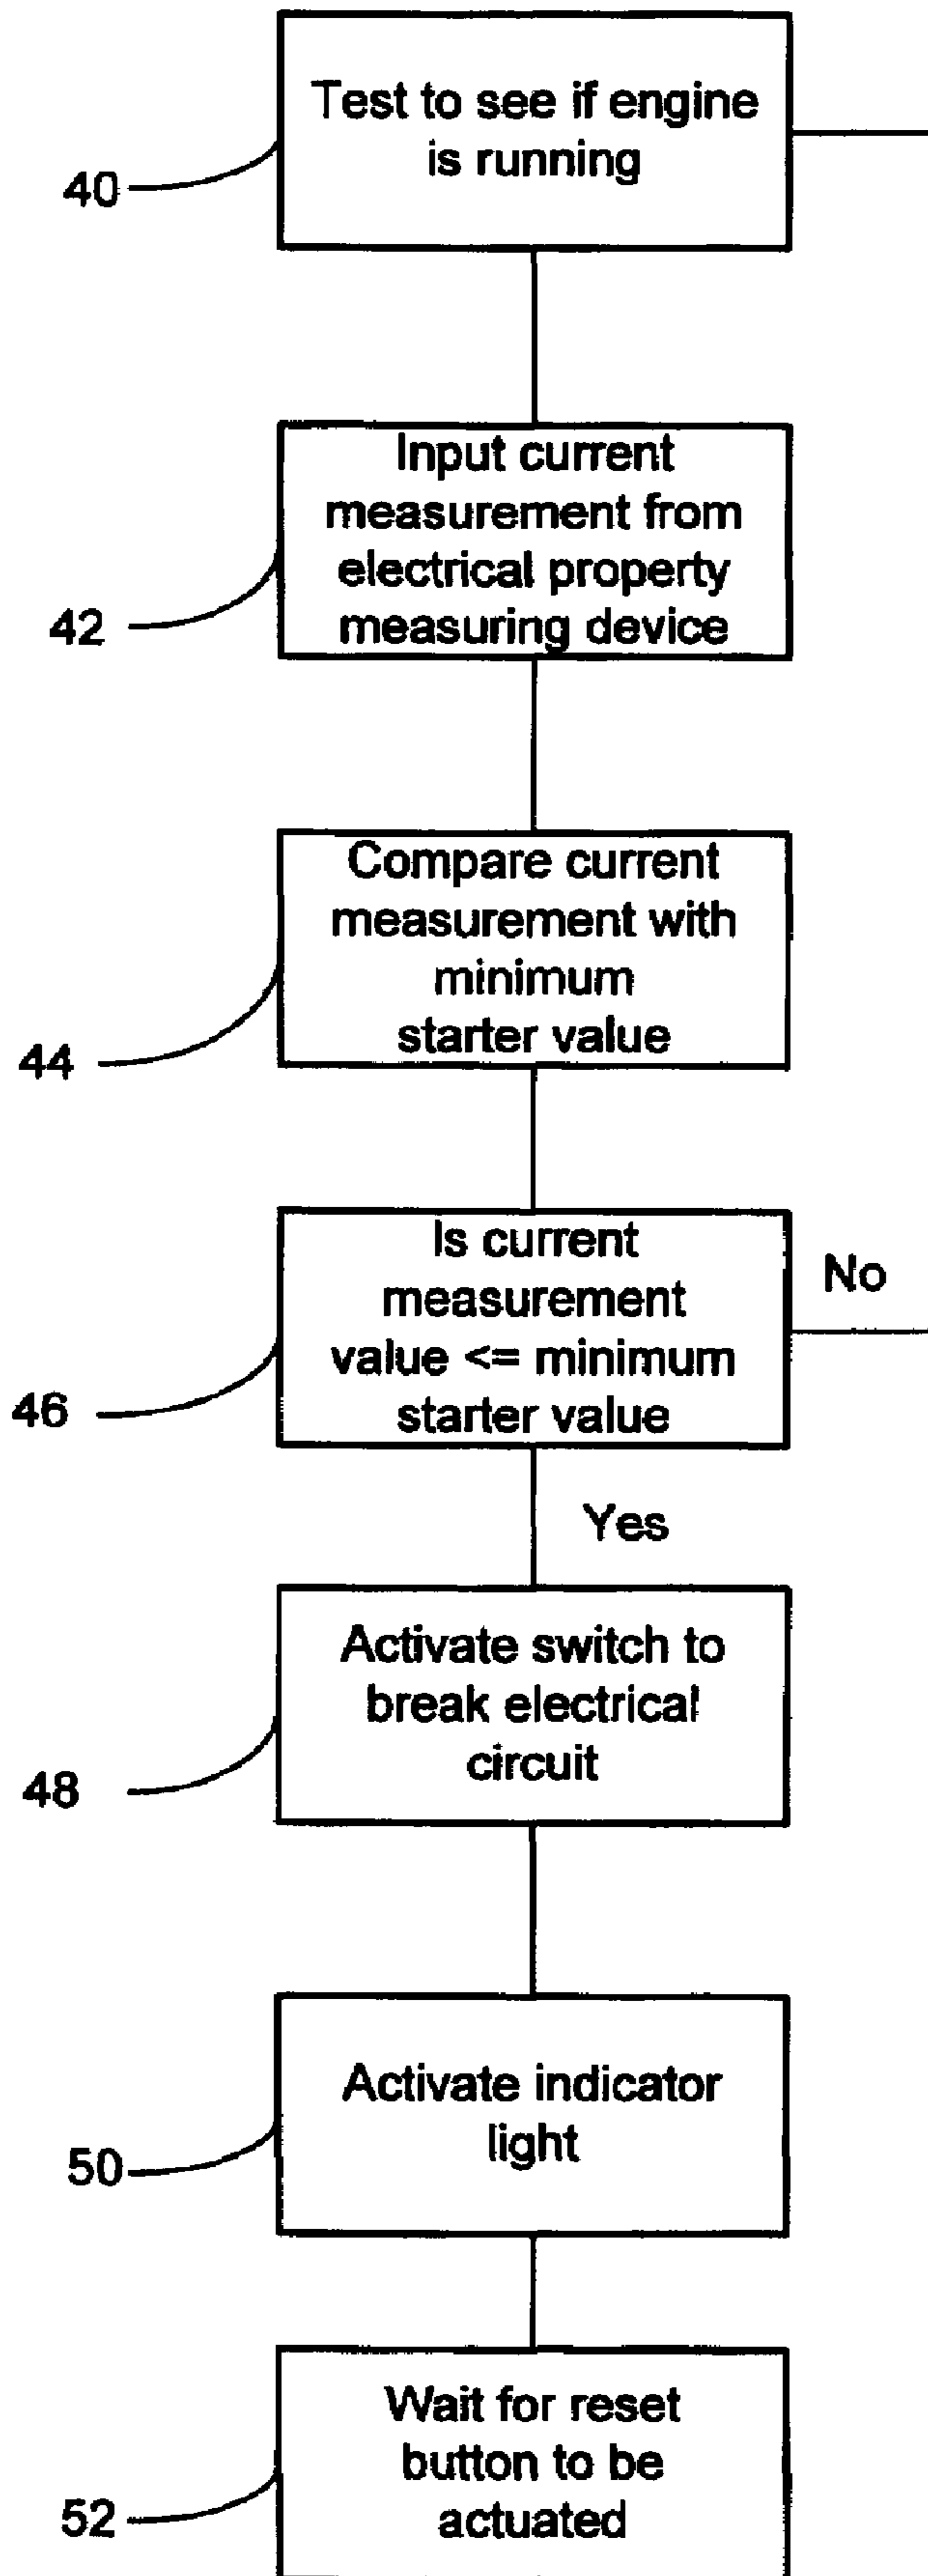 Test to see if engine
is running
40
Input current
measurement from
electrical property
measuring device
42
Compare current
measurement with
minimum
starter value
44
Is current
measurement
value <= minimum
starter value
No
46
Yes
Activate switch to
break electrical
circuit
48
Activate indicator
light
50
Wait for reset
button to be
actuated
52